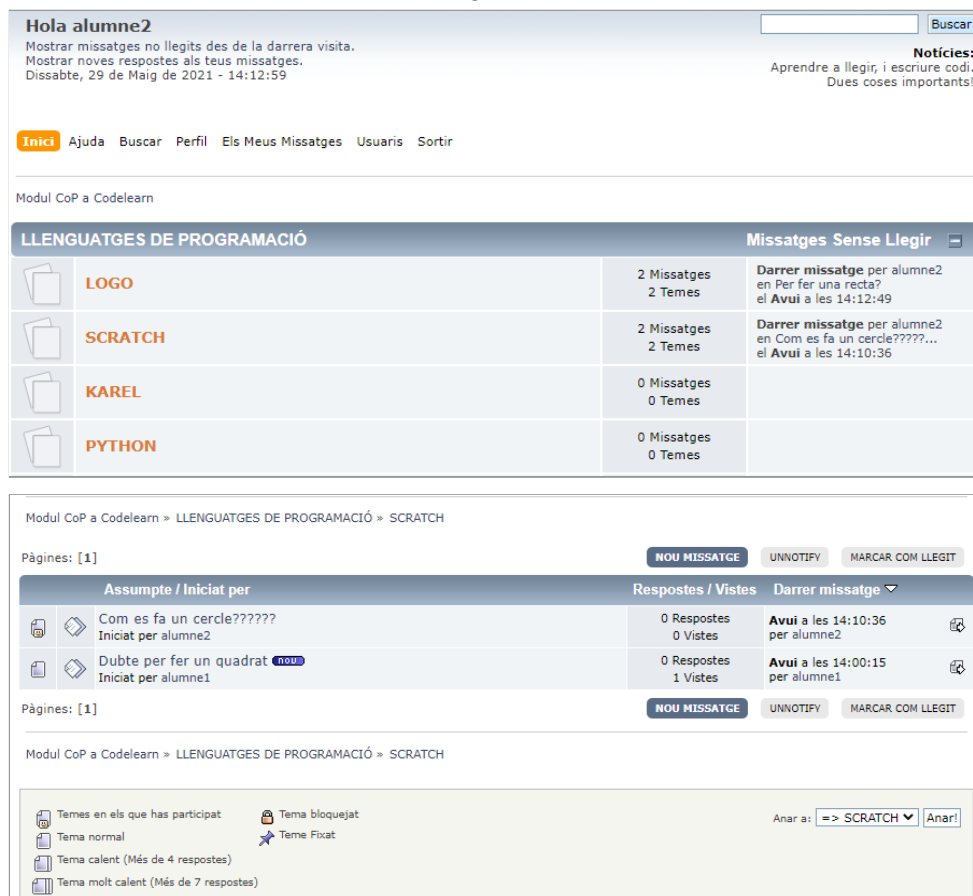 Hola alumne2
Buscar
Mostrar missatges no llegits des de la darrera visita.
Mostrar noves respostes als teus missatges.
Dissabte, 29 de Maig de 2021 - 14:12:59
Notícies:
Aprendre a llegir, i escriure codi.
Dues coses importants!
Inici Ajuda Buscar Perfil Els Meus Missatges Usuaris Sortir
Modul CoP a Codelearn
LLENGUATGES DE PROGRAMACIÓ Missatges Sense Llegir
LOGO
2 Missatges
2 Temes
Darrer missatge per alumne2
en Per fer una recta?
el Avui a les 14:12:49
SCRATCH
2 Missatges
2 Temes
Darrer missatge per alumne2
en Com es fa un cercle?????...
el Avui a les 14:10:36
KAREL
0 Missatges
0 Temes
PYTHON
0 Missatges
0 Temes
Modul CoP a Codelearn » LLENGUATGES DE PROGRAMACIÓ » SCRATCH
Pàgines: [1] NOU MISSATGE UNNOTIFY MARCAR COM LLEGIT
Assumpte / Iniciat per Respostes / Vistes Darrer missatge
Com es fa un cercle??????
Iniciat per alumne2
0 Respostes
0 Vistes
Avui a les 14:10:36
per alumne2
Dubte per fer un quadrat nou
Iniciat per alumne1
0 Respostes
1 Vistes
Avui a les 14:00:15
per alumne1
Pàgines: [1] NOU MISSATGE UNNOTIFY MARCAR COM LLEGIT
Modul CoP a Codelearn » LLENGUATGES DE PROGRAMACIÓ » SCRATCH
Temes en els que has participat
Tema normal
Tema calent (Més de 4 respostes)
Tema molt calent (Més de 7 respostes)
Tema bloquejat
Teme Fixat
Anar a: => SCRATCH Anar!